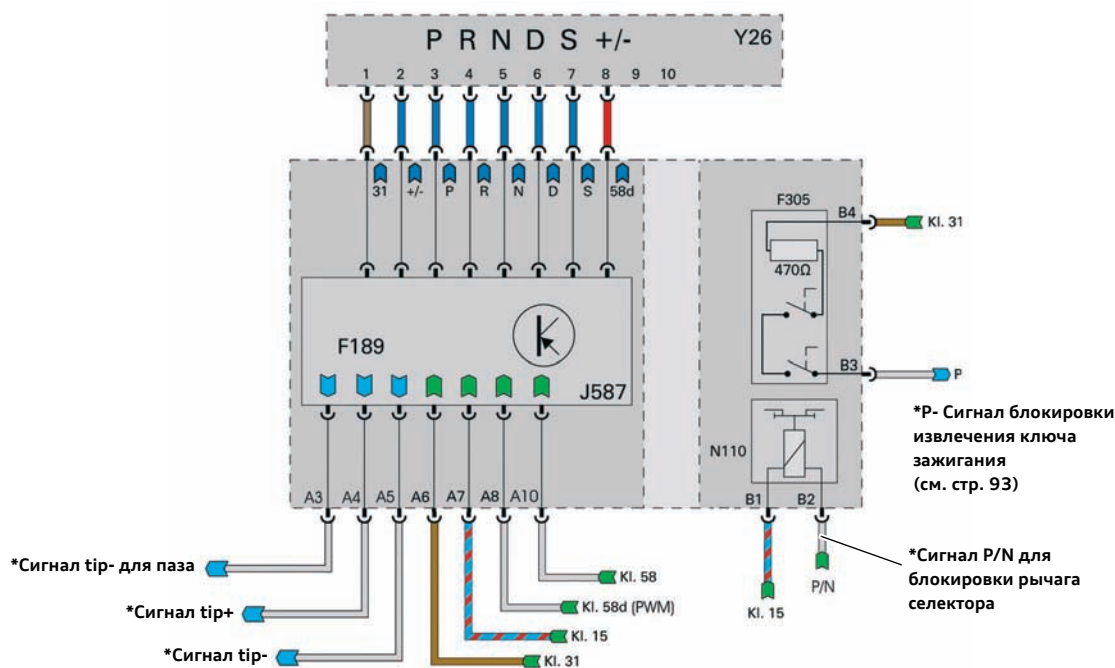 P R N D S +/-
Y26
1 2 3 4 5 6 7 8 9 10
31 +/- P R N D S 58d
F305
B4
Kl. 31
470Ω
F189
J587
B3
P
*P- Сигнал блокировки
извлечения ключа
зажигания
(см. стр. 93)
N110
A3 A4 A5 A6 A7 A8 A10
B1 B2
*Сигнал tip- для паза
Kl. 58
*Сигнал P/N для
блокировки рычага
селектора
P/N
*Сигнал tip+
Kl. 58d (PWM)
Kl. 15
Kl. 15
*Сигнал tip-
Kl. 31